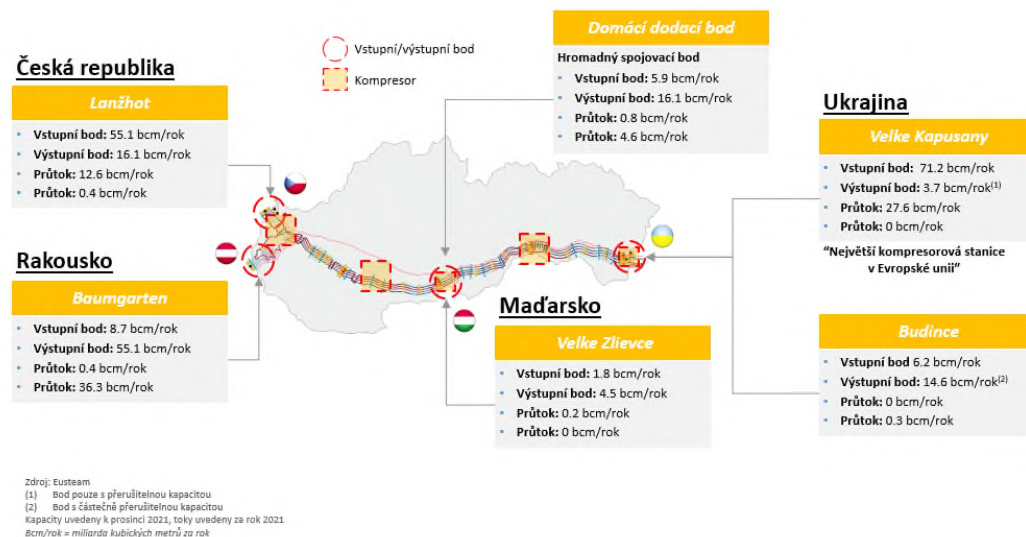 Vstupní/výstupní bod
Kompresor
Česká republika
Lanžhot
Vstupní bod: 55.1 bcm/rok
Výstupní bod: 16.1 bcm/rok
Průtok: 12.6 bcm/rok
Průtok: 0.4 bcm/rok
Rakousko
Baumgarten
Vstupní bod: 8.7 bcm/rok
Výstupní bod: 55.1 bcm/rok
Průtok: 0.4 bcm/rok
Průtok: 36.3 bcm/rok
Domácí dodací bod
Hromadný spojovací bod
Vstupní bod: 5.9 bcm/rok
Výstupní bod: 16.1 bcm/rok
Průtok: 0.8 bcm/rok
Průtok: 4.6 bcm/rok
Maďarsko
Velke Zlievce
Vstupní bod: 1.8 bcm/rok
Výstupní bod: 4.5 bcm/rok
Průtok: 0.2 bcm/rok
Průtok: 0 bcm/rok
Ukrajina
Velke Kapusany
Vstupní bod: 71.2 bcm/rok
Výstupní bod: 3.7 bcm/rok(1)
Průtok: 27.6 bcm/rok
Průtok: 0 bcm/rok
"Největší kompresorová stanice
v Evropské unii"
Budince
Vstupní bod 6.2 bcm/rok
Výstupní bod: 14.6 bcm/rok(2)
Průtok: 0 bcm/rok
Průtok: 0.3 bcm/rok
Zdroj: Eusteam
(1) Bod pouze s přerušitelnou kapacitou
(2) Bod s částečně přerušitelnou kapacitou
Kapacity uvedeny k prosinci 2021, toky uvedeny za rok 2021
Bcm/rok = miliarda kubických metrů za rok